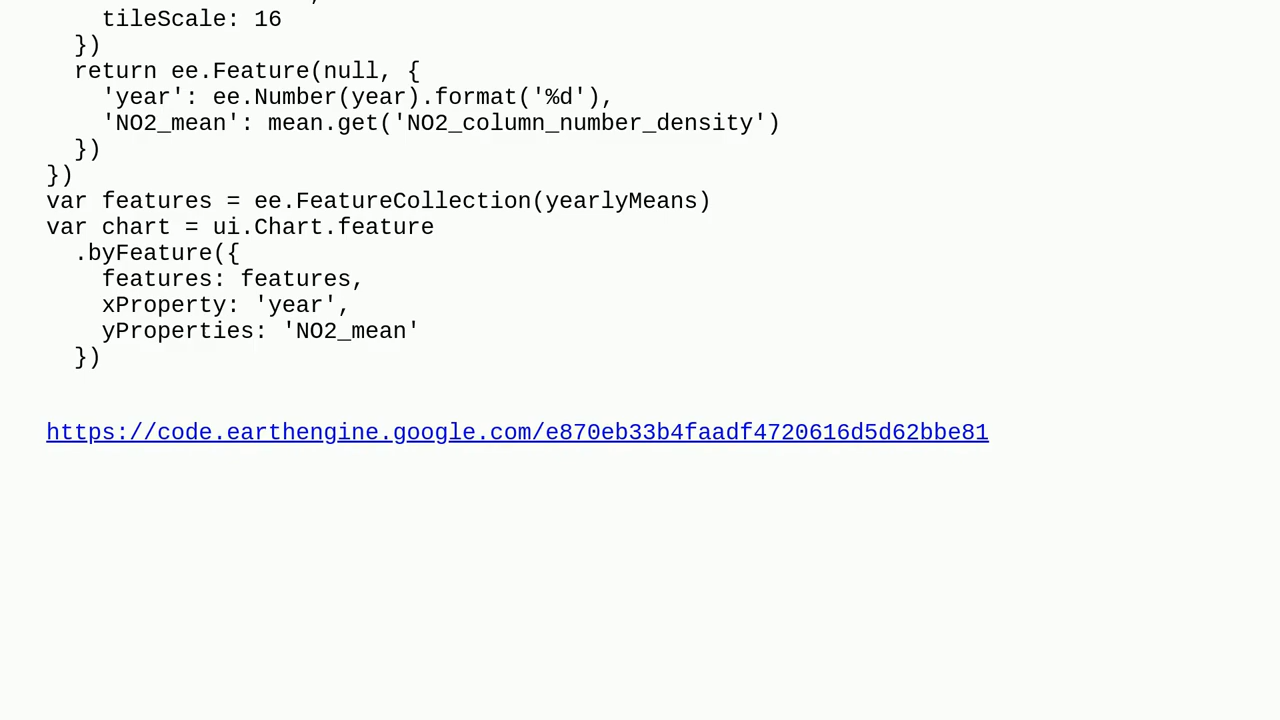 tileScale: 16
  })
  return ee.Feature(null, {
    'year': ee.Number(year).format('%d'),
    'NO2_mean': mean.get('NO2_column_number_density')
  })
})
var features = ee.FeatureCollection(yearlyMeans)
var chart = ui.Chart.feature
  .byFeature({
    features: features,
    xProperty: 'year',
    yProperties: 'NO2_mean'
  })
https://code.earthengine.google.com/e870eb33b4faadf4720616d5d62bbe81